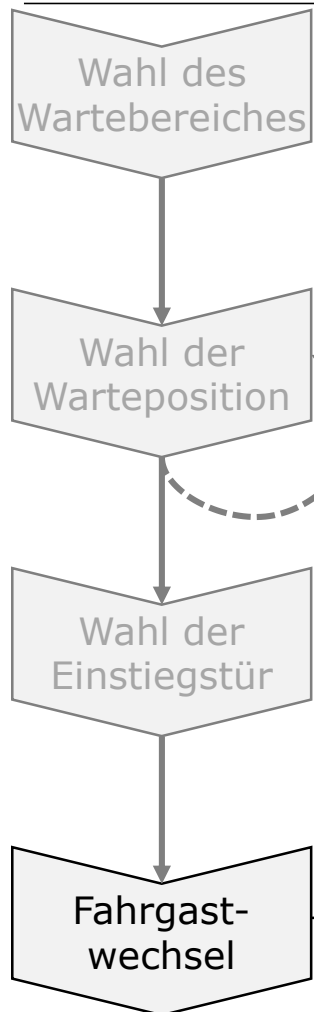 Wahl des
Wartebereiches
Wahl der
Warteposition
Wahl der
Einstiegstür
Fahrgast-
wechsel